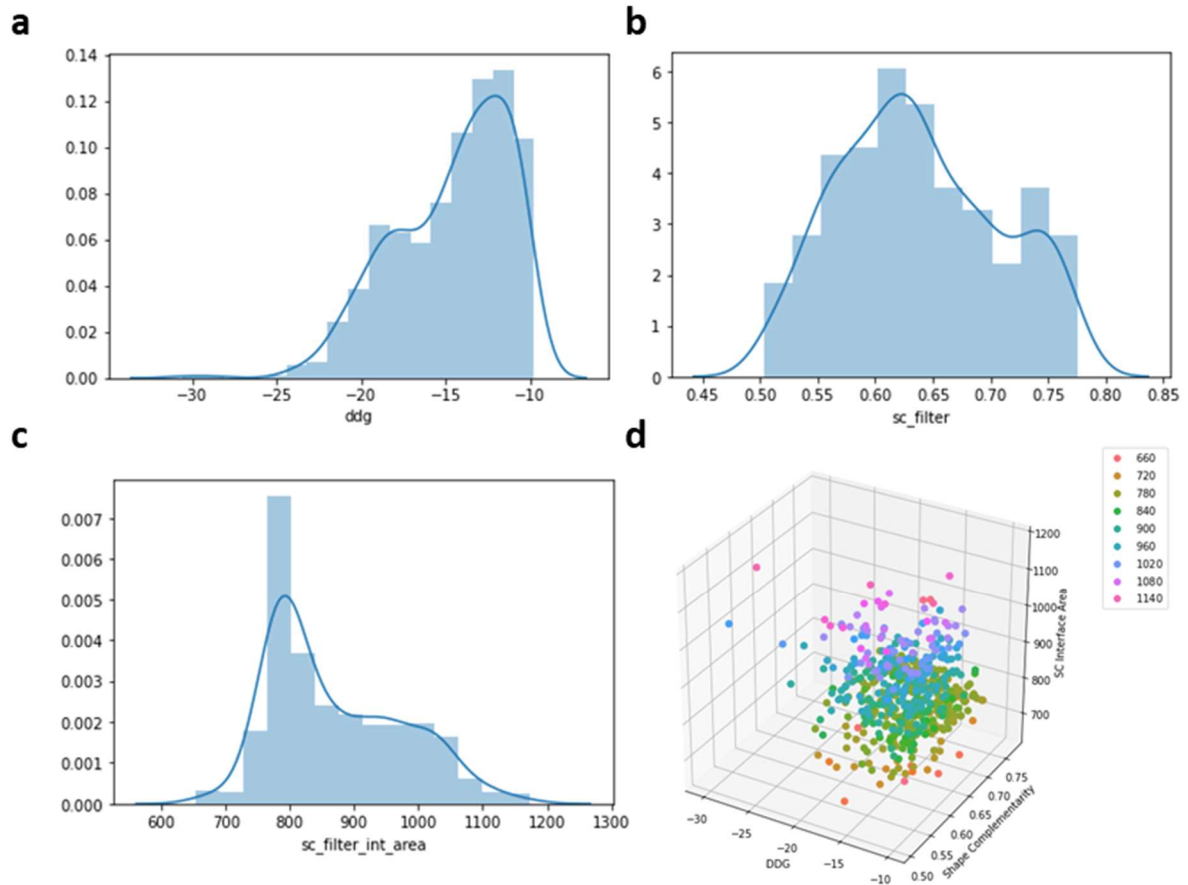 a
0.14
0.12
0.10
0.08
0.06
0.04
0.02
0.00
−30 −25 −20 −15 −10
ddg
b
6
5
4
3
2
1
0
0.45 0.50 0.55 0.60 0.65 0.70 0.75 0.80 0.85
sc_filter
c
0.007
0.006
0.005
0.004
0.003
0.002
0.001
0.000
600 700 800 900 1000 1100 1200 1300
sc_filter_int_area
d
660
720
780
840
900
960
1020
1080
1140
1200
1100
1000
900
800
700
SC Interface Area
−30 −25 −20 −15 −10
DDG
0.50 0.55 0.60 0.65 0.70 0.75
Shape Complementarity